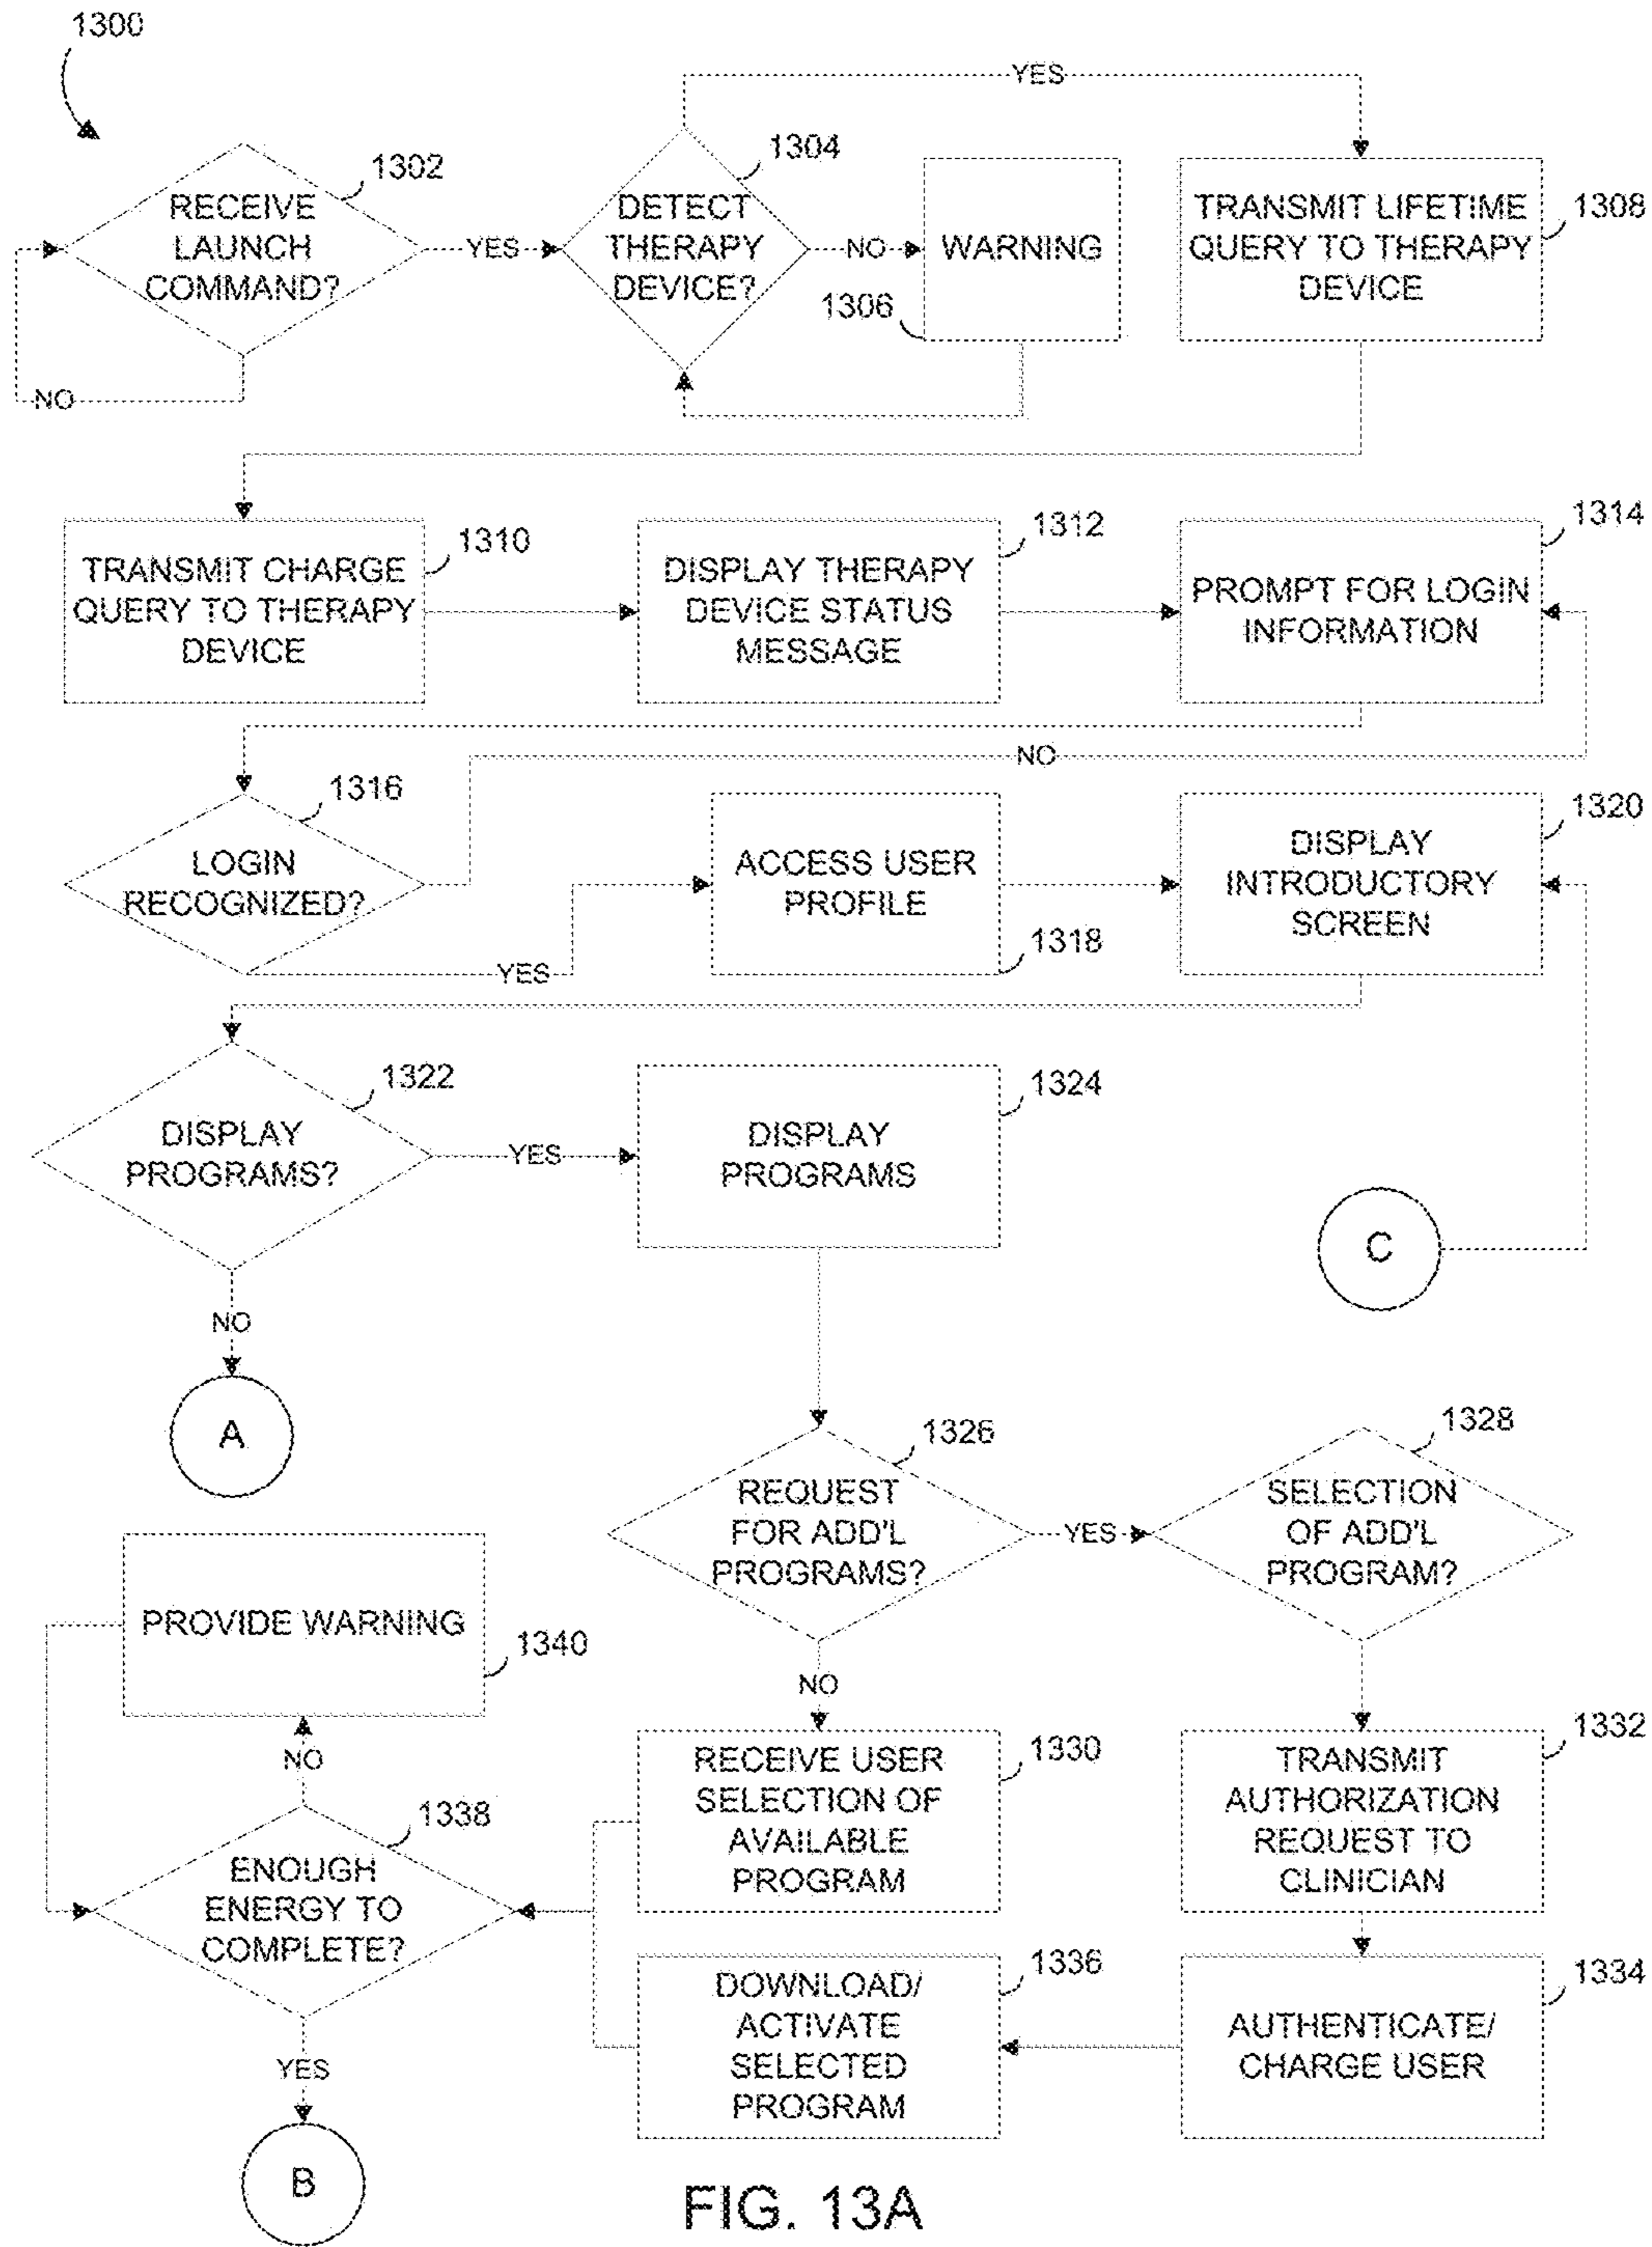 1300
YES
1302
RECEIVE
LAUNCH
COMMAND?
YES
NO
1304
DETECT
THERAPY
DEVICE?
NO
WARNING
1306
TRANSMIT LIFETIME
QUERY TO THERAPY
DEVICE
1308
TRANSMIT CHARGE
QUERY TO THERAPY
DEVICE
1310
DISPLAY THERAPY
DEVICE STATUS
MESSAGE
1312
PROMPT FOR LOGIN
INFORMATION
1314
NO
1316
LOGIN
RECOGNIZED?
YES
ACCESS USER
PROFILE
1318
DISPLAY
INTRODUCTORY
SCREEN
1320
1322
DISPLAY
PROGRAMS?
YES
NO
A
DISPLAY
PROGRAMS
1324
C
1326
REQUEST
FOR ADD'L
PROGRAMS?
YES
NO
1328
SELECTION
OF ADD'L
PROGRAM?
PROVIDE WARNING
1340
NO
RECEIVE USER
SELECTION OF
AVAILABLE
PROGRAM
1330
TRANSMIT
AUTHORIZATION
REQUEST TO
CLINICIAN
1332
1338
ENOUGH
ENERGY TO
COMPLETE?
YES
B
DOWNLOAD/
ACTIVATE
SELECTED
PROGRAM
1336
AUTHENTICATE/
CHARGE USER
1334
FIG. 13A